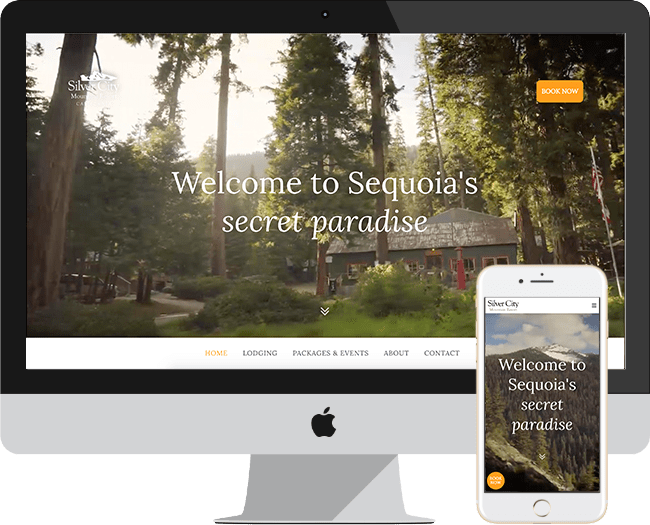 Silver City
Mountain
BOOK NOW
Welcome to Sequoia's
secret paradise
HOME LODGING PACKAGES & EVENTS ABOUT CONTACT
Silver City
Mountain Resort
Welcome to
Sequoia's
secret
paradise
BOOK
NOW